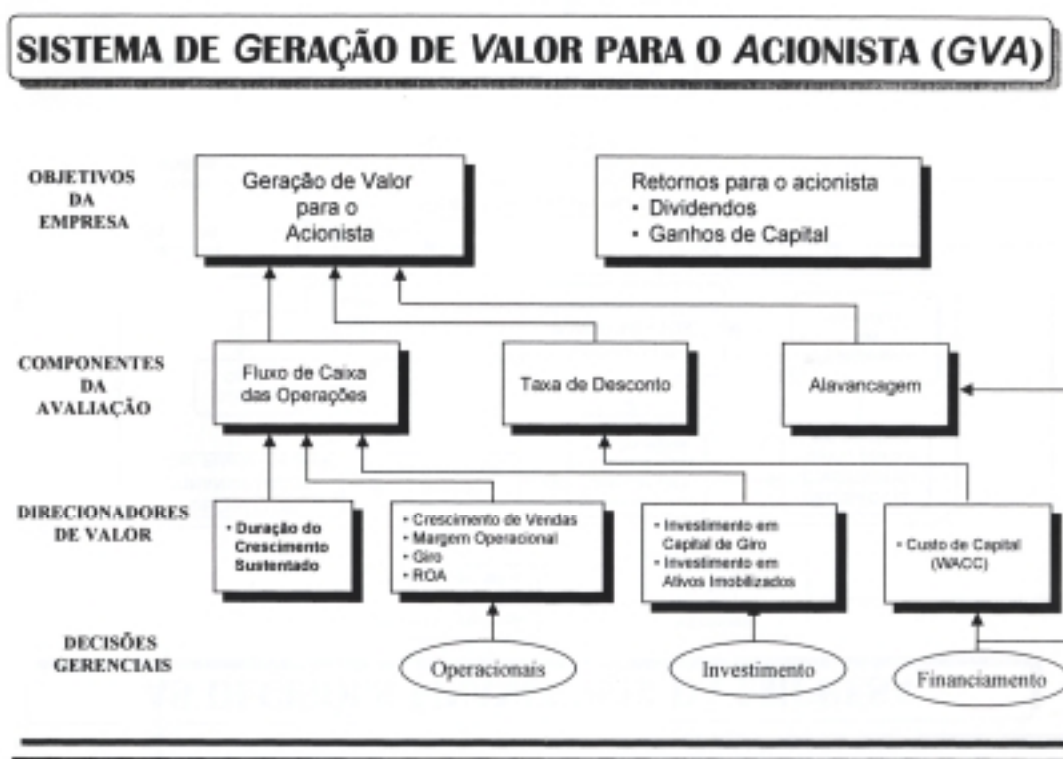 SISTEMA DE GERAÇÃO DE VALOR PARA O ACIONISTA (GVA)
OBJETIVOS
DA
EMPRESA
Geração de Valor
para o
Acionista
Retornos para o acionista
• Dividendos
• Ganhos de Capital
COMPONENTES
DA
AVALIAÇÃO
Fluxo de Caixa
das Operações
Taxa de Desconto
Alavancagem
DIRECIONADORES
DE VALOR
• Duração do
Crescimento
Sustentado
• Crescimento de Vendas
• Margem Operacional
• Giro
• ROA
• Investimento em
Capital de Giro
• Investimento em
Ativos Imobilizados
• Custo de Capital
(WACC)
DECISÕES
GERENCIAIS
Operacionais
Investimento
Financiamento